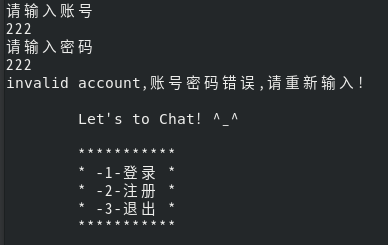 请输入账号
222
请输入密码
222
invalid account,账号密码错误,请重新输入!
Let's to Chat! ^_^
***********
* -1-登录 *
* -2-注册 *
* -3-退出 *
***********